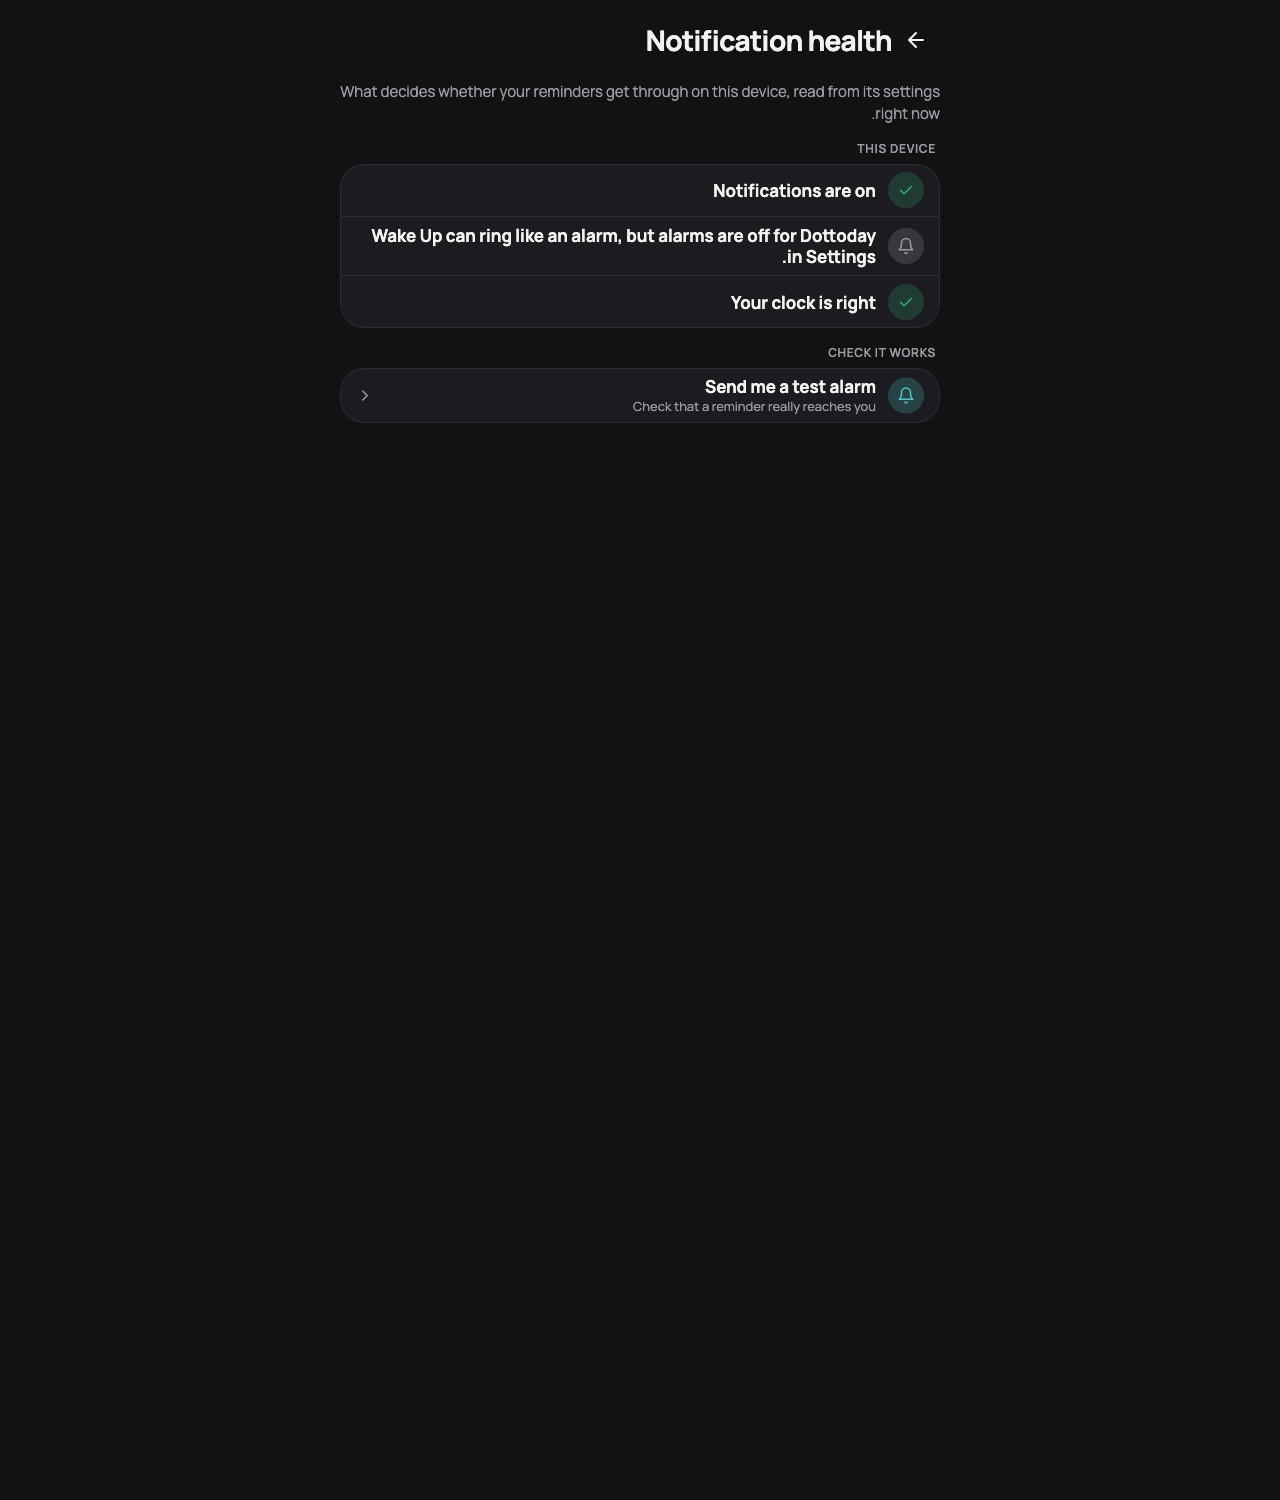 Notification health
What decides whether your reminders get through on this device, read from its settings
.right now
THIS DEVICE
Notifications are on
Wake Up can ring like an alarm, but alarms are off for Dottoday
.in Settings
Your clock is right
CHECK IT WORKS
Send me a test alarm
Check that a reminder really reaches you